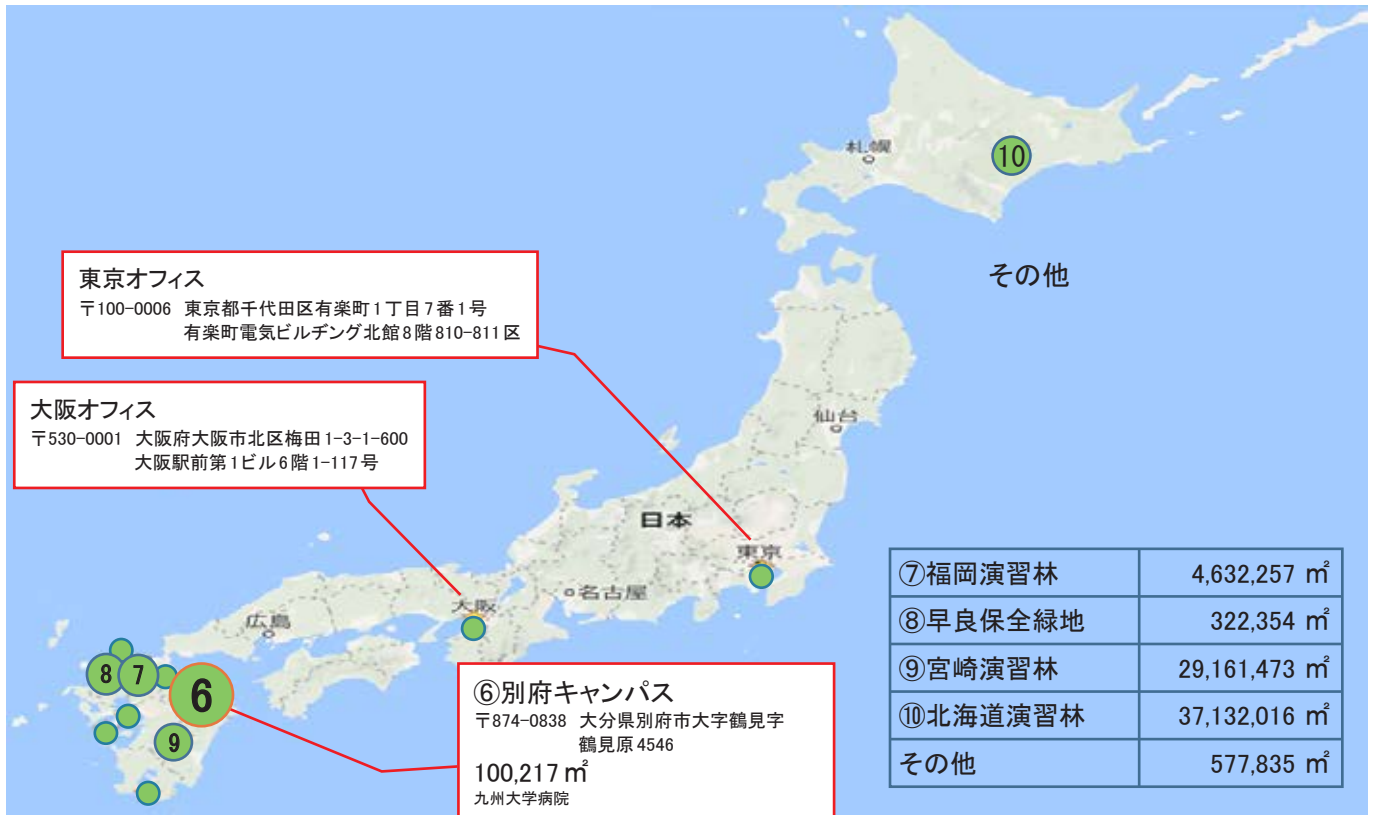 札幌
⑩
その他
東京オフィス
〒100-0006 東京都千代田区有楽町1丁目7番1号
有楽町電気ビルヂング北館8階810-811区
大阪オフィス
〒530-0001 大阪府大阪市北区梅田1-3-1-600
大阪駅前第1ビル6階1-117号
仙台
日本
東京
名古屋
大阪
広島
8
7
6
9
⑥別府キャンパス
〒874-0838 大分県別府市大字鶴見字
鶴見原4546
100,217㎡
九州大学病院
⑦福岡演習林 4,632,257 ㎡
⑧早良保全緑地 322,354 ㎡
⑨宮崎演習林 29,161,473 ㎡
⑩北海道演習林 37,132,016 ㎡
その他 577,835 ㎡